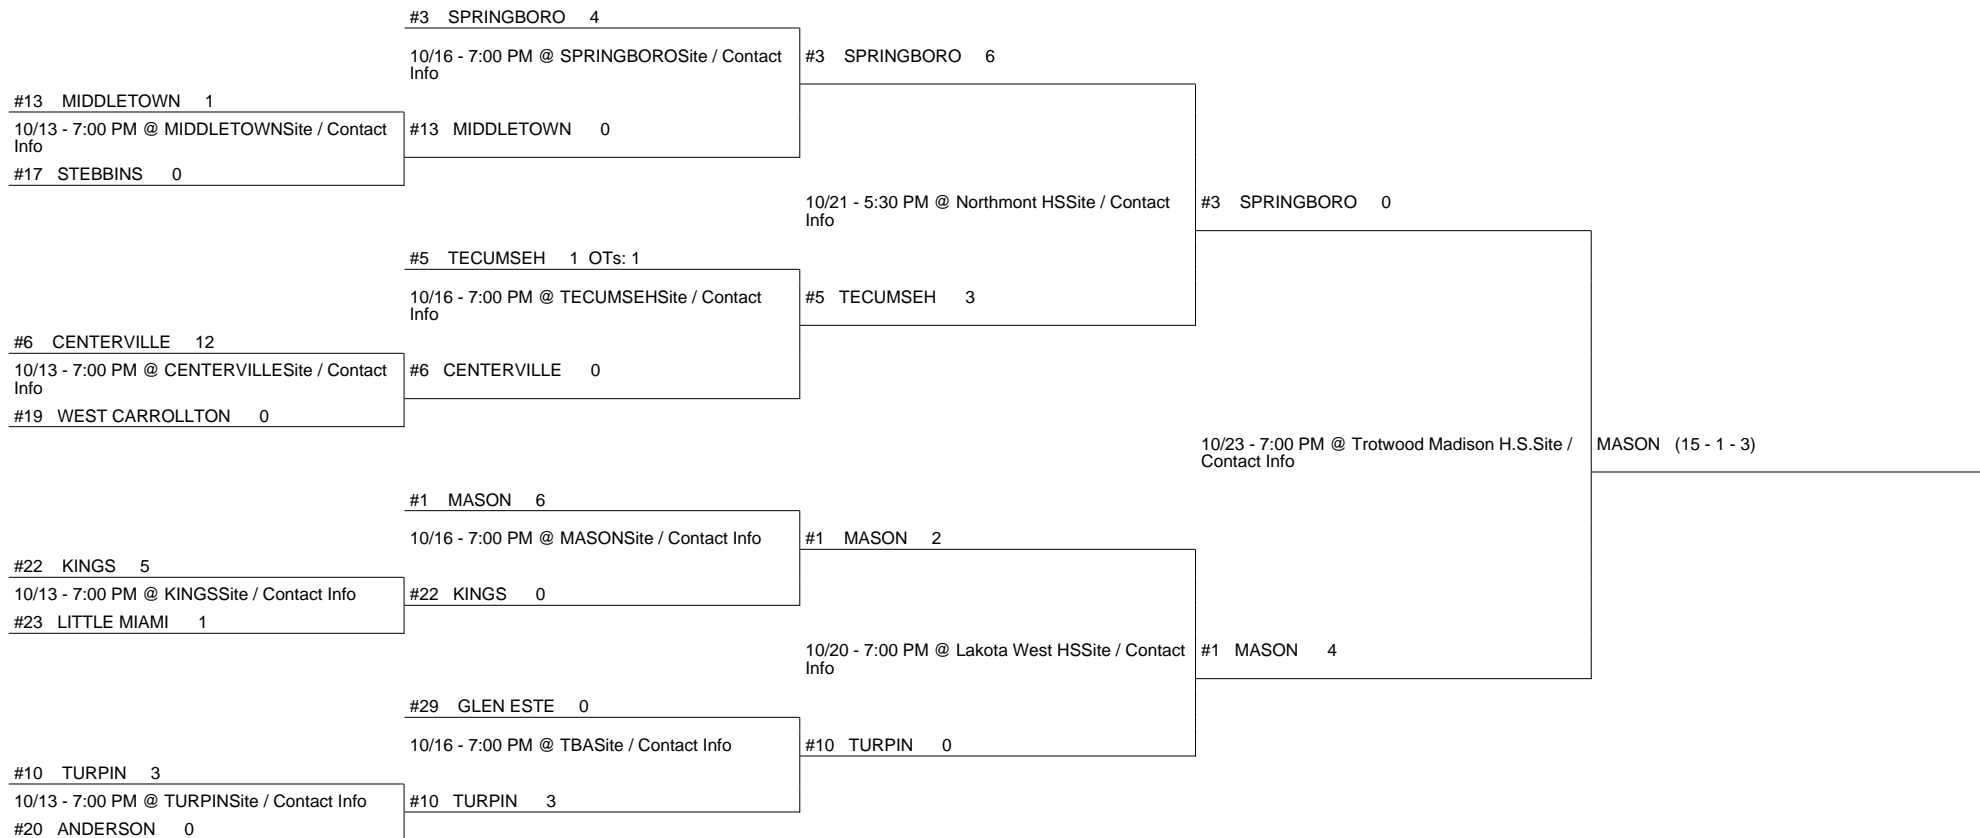 #3 SPRINGBORO 4
10/16 - 7:00 PM @ SPRINGBOROSite / Contact
Info
#3 SPRINGBORO 6
#13 MIDDLETOWN 1
10/13 - 7:00 PM @ MIDDLETOWNSite / Contact
Info
#13 MIDDLETOWN 0
#17 STEBBINS 0
10/21 - 5:30 PM @ Northmont HSSite / Contact
Info
#3 SPRINGBORO 0
#5 TECUMSEH 1 OTs: 1
10/16 - 7:00 PM @ TECUMSEHSite / Contact
Info
#5 TECUMSEH 3
#6 CENTERVILLE 12
10/13 - 7:00 PM @ CENTERVILLESite / Contact
Info
#6 CENTERVILLE 0
#19 WEST CARROLLTON 0
10/23 - 7:00 PM @ Trotwood Madison H.S.Site /
Contact Info
MASON (15 - 1 - 3)
#1 MASON 6
10/16 - 7:00 PM @ MASONSite / Contact Info
#1 MASON 2
#22 KINGS 5
10/13 - 7:00 PM @ KINGSSite / Contact Info
#22 KINGS 0
#23 LITTLE MIAMI 1
10/20 - 7:00 PM @ Lakota West HSSite / Contact
Info
#1 MASON 4
#29 GLEN ESTE 0
10/16 - 7:00 PM @ TBASite / Contact Info
#10 TURPIN 0
#10 TURPIN 3
10/13 - 7:00 PM @ TURPINSite / Contact Info
#10 TURPIN 3
#20 ANDERSON 0